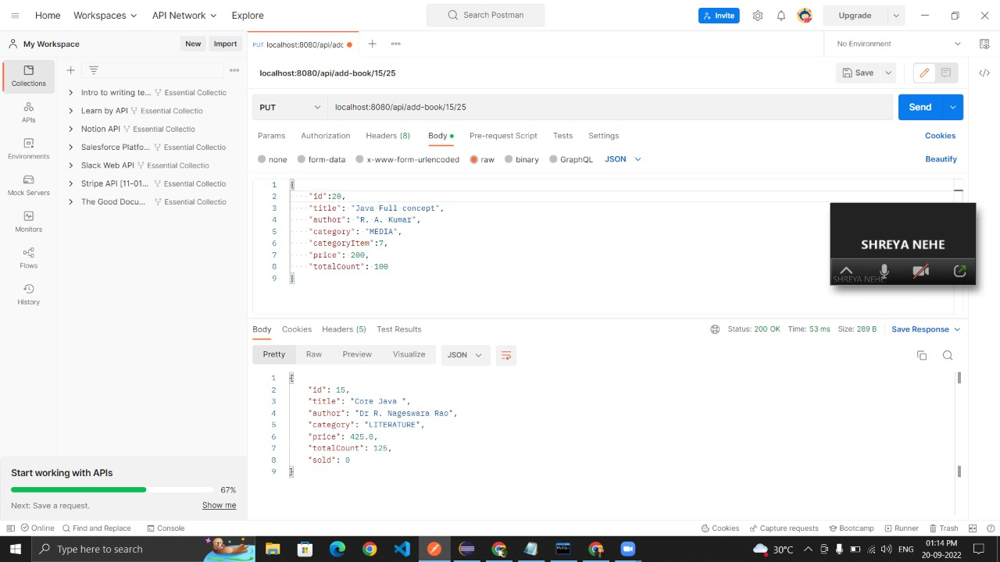 Home Workspaces API Network Explore Search Postman Invite Upgrade
My Workspace New Import PUT localhost:8080/api/adc No Environment
localhost:8080/api/add-book/15/25 Save
Collections
APIs
Environments
Mock Servers
Monitors
Flows
History
Intro to writing te... Essential Collectio
Learn by API Essential Collectio
Notion API Essential Collectio
Salesforce Platfo... Essential Collectio
Slack Web API Essential Collectio
Stripe API [11-01... Essential Collectio
The Good Docu... Essential Collectio
PUT localhost:8080/api/add-book/15/25 Send
Params Authorization Headers (8) Body Pre-request Script Tests Settings Cookies
none form-data x-www-form-urlencoded raw binary GraphQL JSON Beautify
1 {
2 "id":20,
3 "title": "Java Full concept",
4 "author": "R. A. Kumar",
5 "category": "MEDIA",
6 "categoryItem":7,
7 "price": 200,
8 "totalCount": 100
9 }
SHREYA NEHE
SHREYA NEHE
Body Cookies Headers (5) Test Results Status: 200 OK Time: 53 ms Size: 289 B Save Response
Pretty Raw Preview Visualize JSON
1 {
2 "id": 15,
3 "title": "Core Java ",
4 "author": "Dr R. Nageswara Rao",
5 "category": "LITERATURE",
6 "price": 425.0,
7 "totalCount": 125,
8 "sold": 0
9 }
Start working with APIs
67%
Next: Save a request. Show me
Online Find and Replace Console Cookies Capture requests Bootcamp Runner Trash
Type here to search 30°C ENG 01:14 PM
20-09-2022